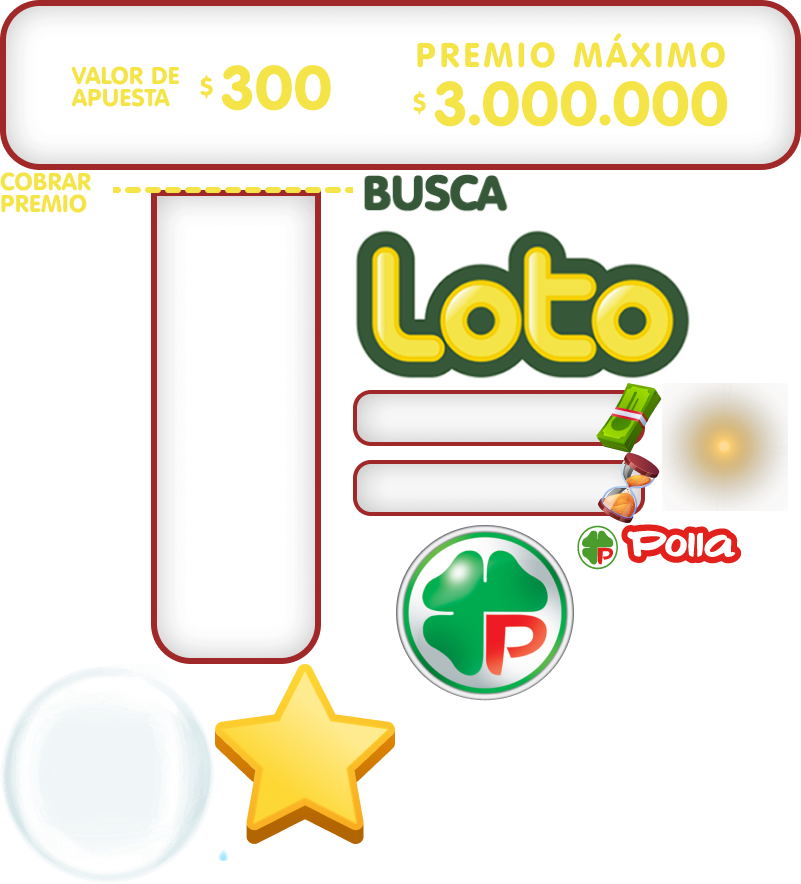 VALOR DE
APUESTA
$300
PREMIO MÁXIMO
$3.000.000
COBRAR
PREMIO
BUSCA
Loto
P Polla
P